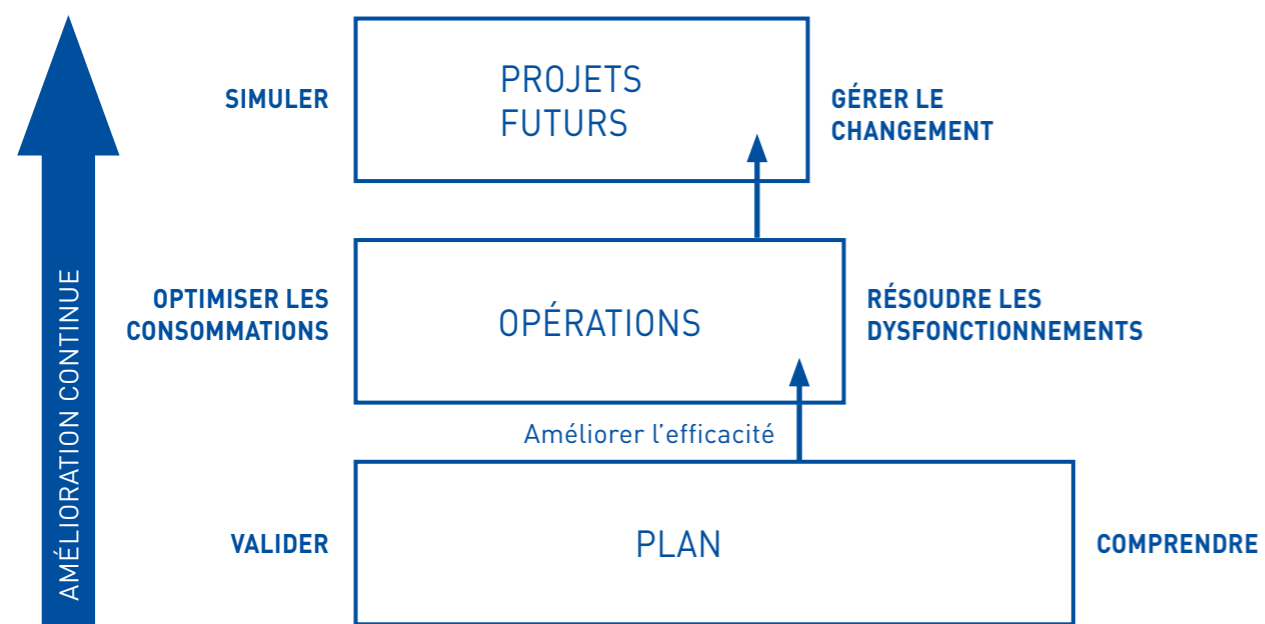 SIMULER
PROJETS
FUTURS
GÉRER LE
CHANGEMENT
OPTIMISER LES
CONSOMMATIONS
OPÉRATIONS
RÉSOUDRE LES
DYSFONCTIONNEMENTS
Améliorer l’efficacité
VALIDER
PLAN
COMPRENDRE
AMÉLIORATION CONTINUE